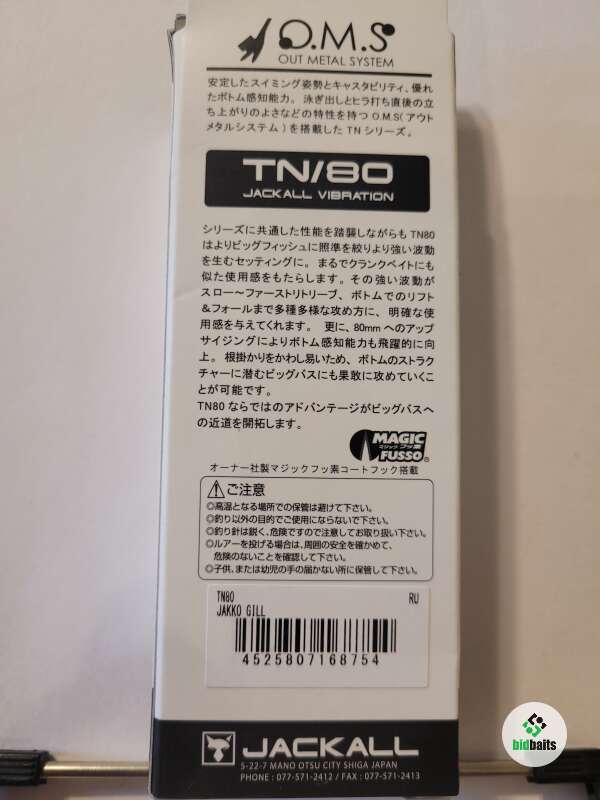 O.M.S
OUT METAL SYSTEM
安定したスイミング姿勢とキャスタビリティ、優れ
たボトム感知能力。泳ぎ出しとヒラ打ち直後の立
ち上がりのよさなどの特性を持つO.M.S(アウト
メタルシステム)を搭載したTNシリーズ。
TN/80
JACKALL VIBRATION
シリーズに共通した性能を踏襲しながらもTN80
はよりビッグフィッシュに照準を絞りより強い波動
を生むセッティングに。まるでクランクベイトにも
似た使用感をもたらします。その強い波動が
スロー〜ファーストリトリーブ、ボトムでのリフト
&フォールまで多種多様な攻め方に、明確な使
用感を与えてくれます。更に、80mmへのアップ
サイジングによりボトム感知能力も飛躍的に向
上。根掛かりをかわし易いため、ボトムのストラク
チャーに潜むビッグバスにも果敢に攻めていくこ
とが可能です。
TN80ならではのアドバンテージがビッグバスへ
の近道を開拓します。
MAGIC
マジックフッ素
FUSSO®
オーナー社製マジックフッ素コートフック搭載
ご注意
◎高温となる場所での保管は避けて下さい。
◎釣り以外の目的でご使用にならないで下さい。
◎釣り針は鋭く、危険ですので注意してお取り扱い下さい。
◎ルアーを投げる場合は、周囲の安全を確かめて、
危険のないことを確認して下さい。
◎子供、または幼児の手の届かない所に保管して下さい。
TN80 RU
JAKKO GILL
4525807168754
JACKALL
5-22-7 MANO OTSU CITY SHIGA JAPAN
PHONE : 077-571-2412 / FAX : 077-571-2413
bidbaits